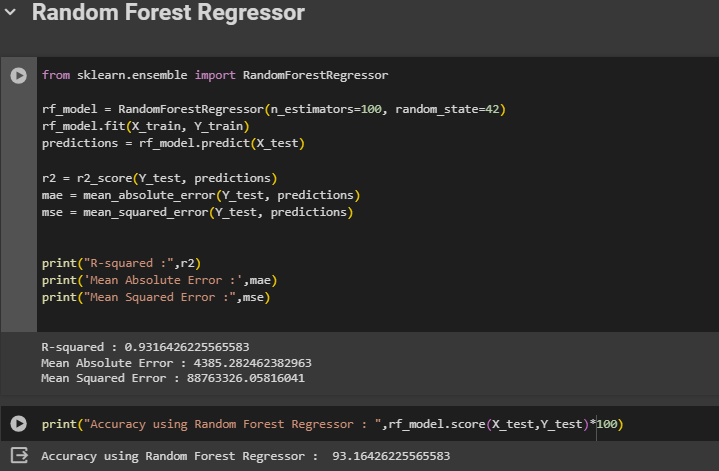 Random Forest Regressor
from sklearn.ensemble import RandomForestRegressor
rf_model = RandomForestRegressor(n_estimators=100, random_state=42)
rf_model.fit(X_train, Y_train)
predictions = rf_model.predict(X_test)
r2 = r2_score(Y_test, predictions)
mae = mean_absolute_error(Y_test, predictions)
mse = mean_squared_error(Y_test, predictions)
print("R-squared :",r2)
print('Mean Absolute Error :',mae)
print("Mean Squared Error :",mse)
R-squared : 0.9316426225565583
Mean Absolute Error : 4385.282462382963
Mean Squared Error : 88763326.05816041
print("Accuracy using Random Forest Regressor : ",rf_model.score(X_test,Y_test)*100)
Accuracy using Random Forest Regressor :  93.16426225565583